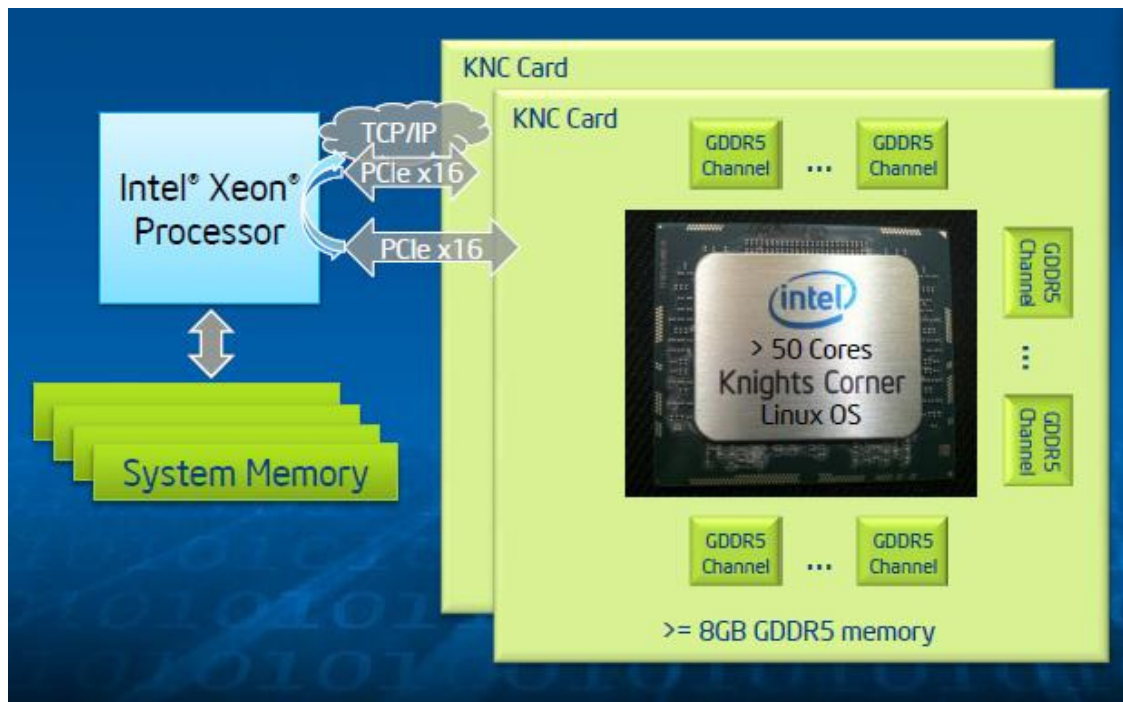 KNC Card
KNC Card
TCP/IP
PCIe x16
PCIe x16
Intel® Xeon®
Processor
System Memory
GDDR5
Channel
...
GDDR5
Channel
GDDR5
Channel
...
GDDR5
Channel
intel
> 50 Cores
Knights Corner
Linux OS
GDDR5
Channel
...
GDDR5
Channel
>= 8GB GDDR5 memory